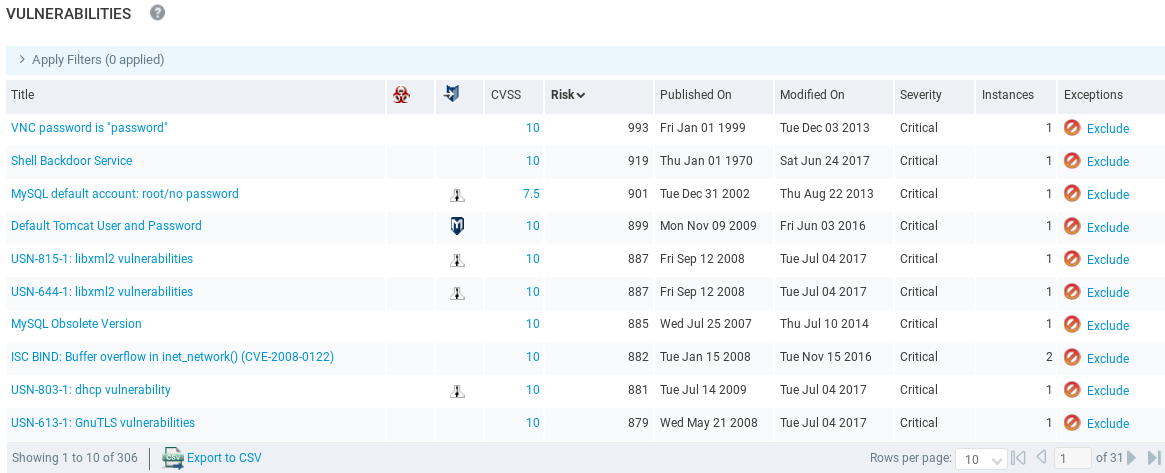 VULNERABILITIES ?
Apply Filters (0 applied)
Title CVSS Risk Published On Modified On Severity Instances Exceptions
VNC password is "password" 10 993 Fri Jan 01 1999 Tue Dec 03 2013 Critical 1 Exclude
Shell Backdoor Service 10 919 Thu Jan 01 1970 Sat Jun 24 2017 Critical 1 Exclude
MySQL default account: root/no password 7.5 901 Tue Dec 31 2002 Thu Aug 22 2013 Critical 1 Exclude
Default Tomcat User and Password 10 899 Mon Nov 09 2009 Fri Jun 03 2016 Critical 1 Exclude
USN-815-1: libxml2 vulnerabilities 10 887 Fri Sep 12 2008 Tue Jul 04 2017 Critical 1 Exclude
USN-644-1: libxml2 vulnerabilities 10 887 Fri Sep 12 2008 Tue Jul 04 2017 Critical 1 Exclude
MySQL Obsolete Version 10 885 Wed Jul 25 2007 Thu Jul 10 2014 Critical 1 Exclude
ISC BIND: Buffer overflow in inet_network() (CVE-2008-0122) 10 882 Tue Jan 15 2008 Tue Nov 15 2016 Critical 2 Exclude
USN-803-1: dhcp vulnerability 10 881 Tue Jul 14 2009 Tue Jul 04 2017 Critical 1 Exclude
USN-613-1: GnuTLS vulnerabilities 10 879 Wed May 21 2008 Tue Jul 04 2017 Critical 1 Exclude
Showing 1 to 10 of 306 CSV Export to CSV Rows per page: 10 1 of 31